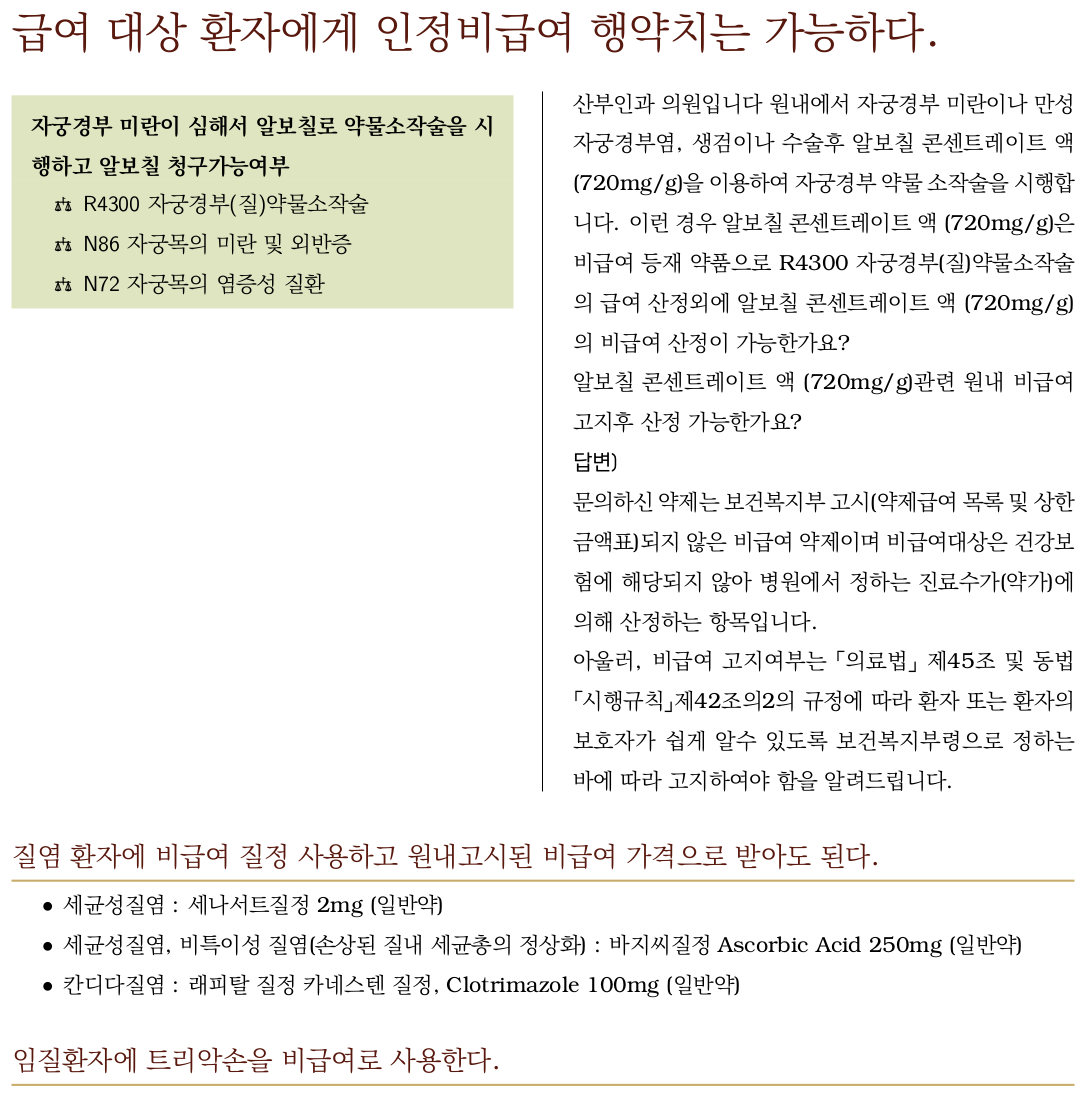 급여 대상 환자에게 인정비급여 행약치는 가능하다.
자궁경부 미란이 심해서 알보칠로 약물소작술을 시
행하고 알보칠 청구가능여부
R4300 자궁경부(질)약물소작술
N86 자궁목의 미란 및 외반증
N72 자궁목의 염증성 질환
산부인과 의원입니다 원내에서 자궁경부 미란이나 만성
자궁경부염, 생검이나 수술후 알보칠 콘센트레이트 액
(720mg/g)을 이용하여 자궁경부 약물 소작술을 시행합
니다. 이런 경우 알보칠 콘센트레이트 액 (720mg/g)은
비급여 등재 약품으로 R4300 자궁경부(질)약물소작술
의 급여 산정외에 알보칠 콘센트레이트 액 (720mg/g)
의 비급여 산정이 가능한가요?
알보칠 콘센트레이트 액 (720mg/g)관련 원내 비급여
고지후 산정 가능한가요?
답변)
문의하신 약제는 보건복지부 고시(약제급여 목록 및 상한
금액표)되지 않은 비급여 약제이며 비급여대상은 건강보
험에 해당되지 않아 병원에서 정하는 진료수가(약가)에
의해 산정하는 항목입니다.
아울러, 비급여 고지여부는 「의료법」 제45조 및 동법
「시행규칙」제42조의2의 규정에 따라 환자 또는 환자의
보호자가 쉽게 알수 있도록 보건복지부령으로 정하는
바에 따라 고지하여야 함을 알려드립니다.
질염 환자에 비급여 질정 사용하고 원내고시된 비급여 가격으로 받아도 된다.
• 세균성질염 : 세나서트질정 2mg (일반약)
• 세균성질염, 비특이성 질염(손상된 질내 세균총의 정상화) : 바지씨질정 Ascorbic Acid 250mg (일반약)
• 칸디다질염 : 래피탈 질정 카네스텐 질정, Clotrimazole 100mg (일반약)
임질환자에 트리악손을 비급여로 사용한다.